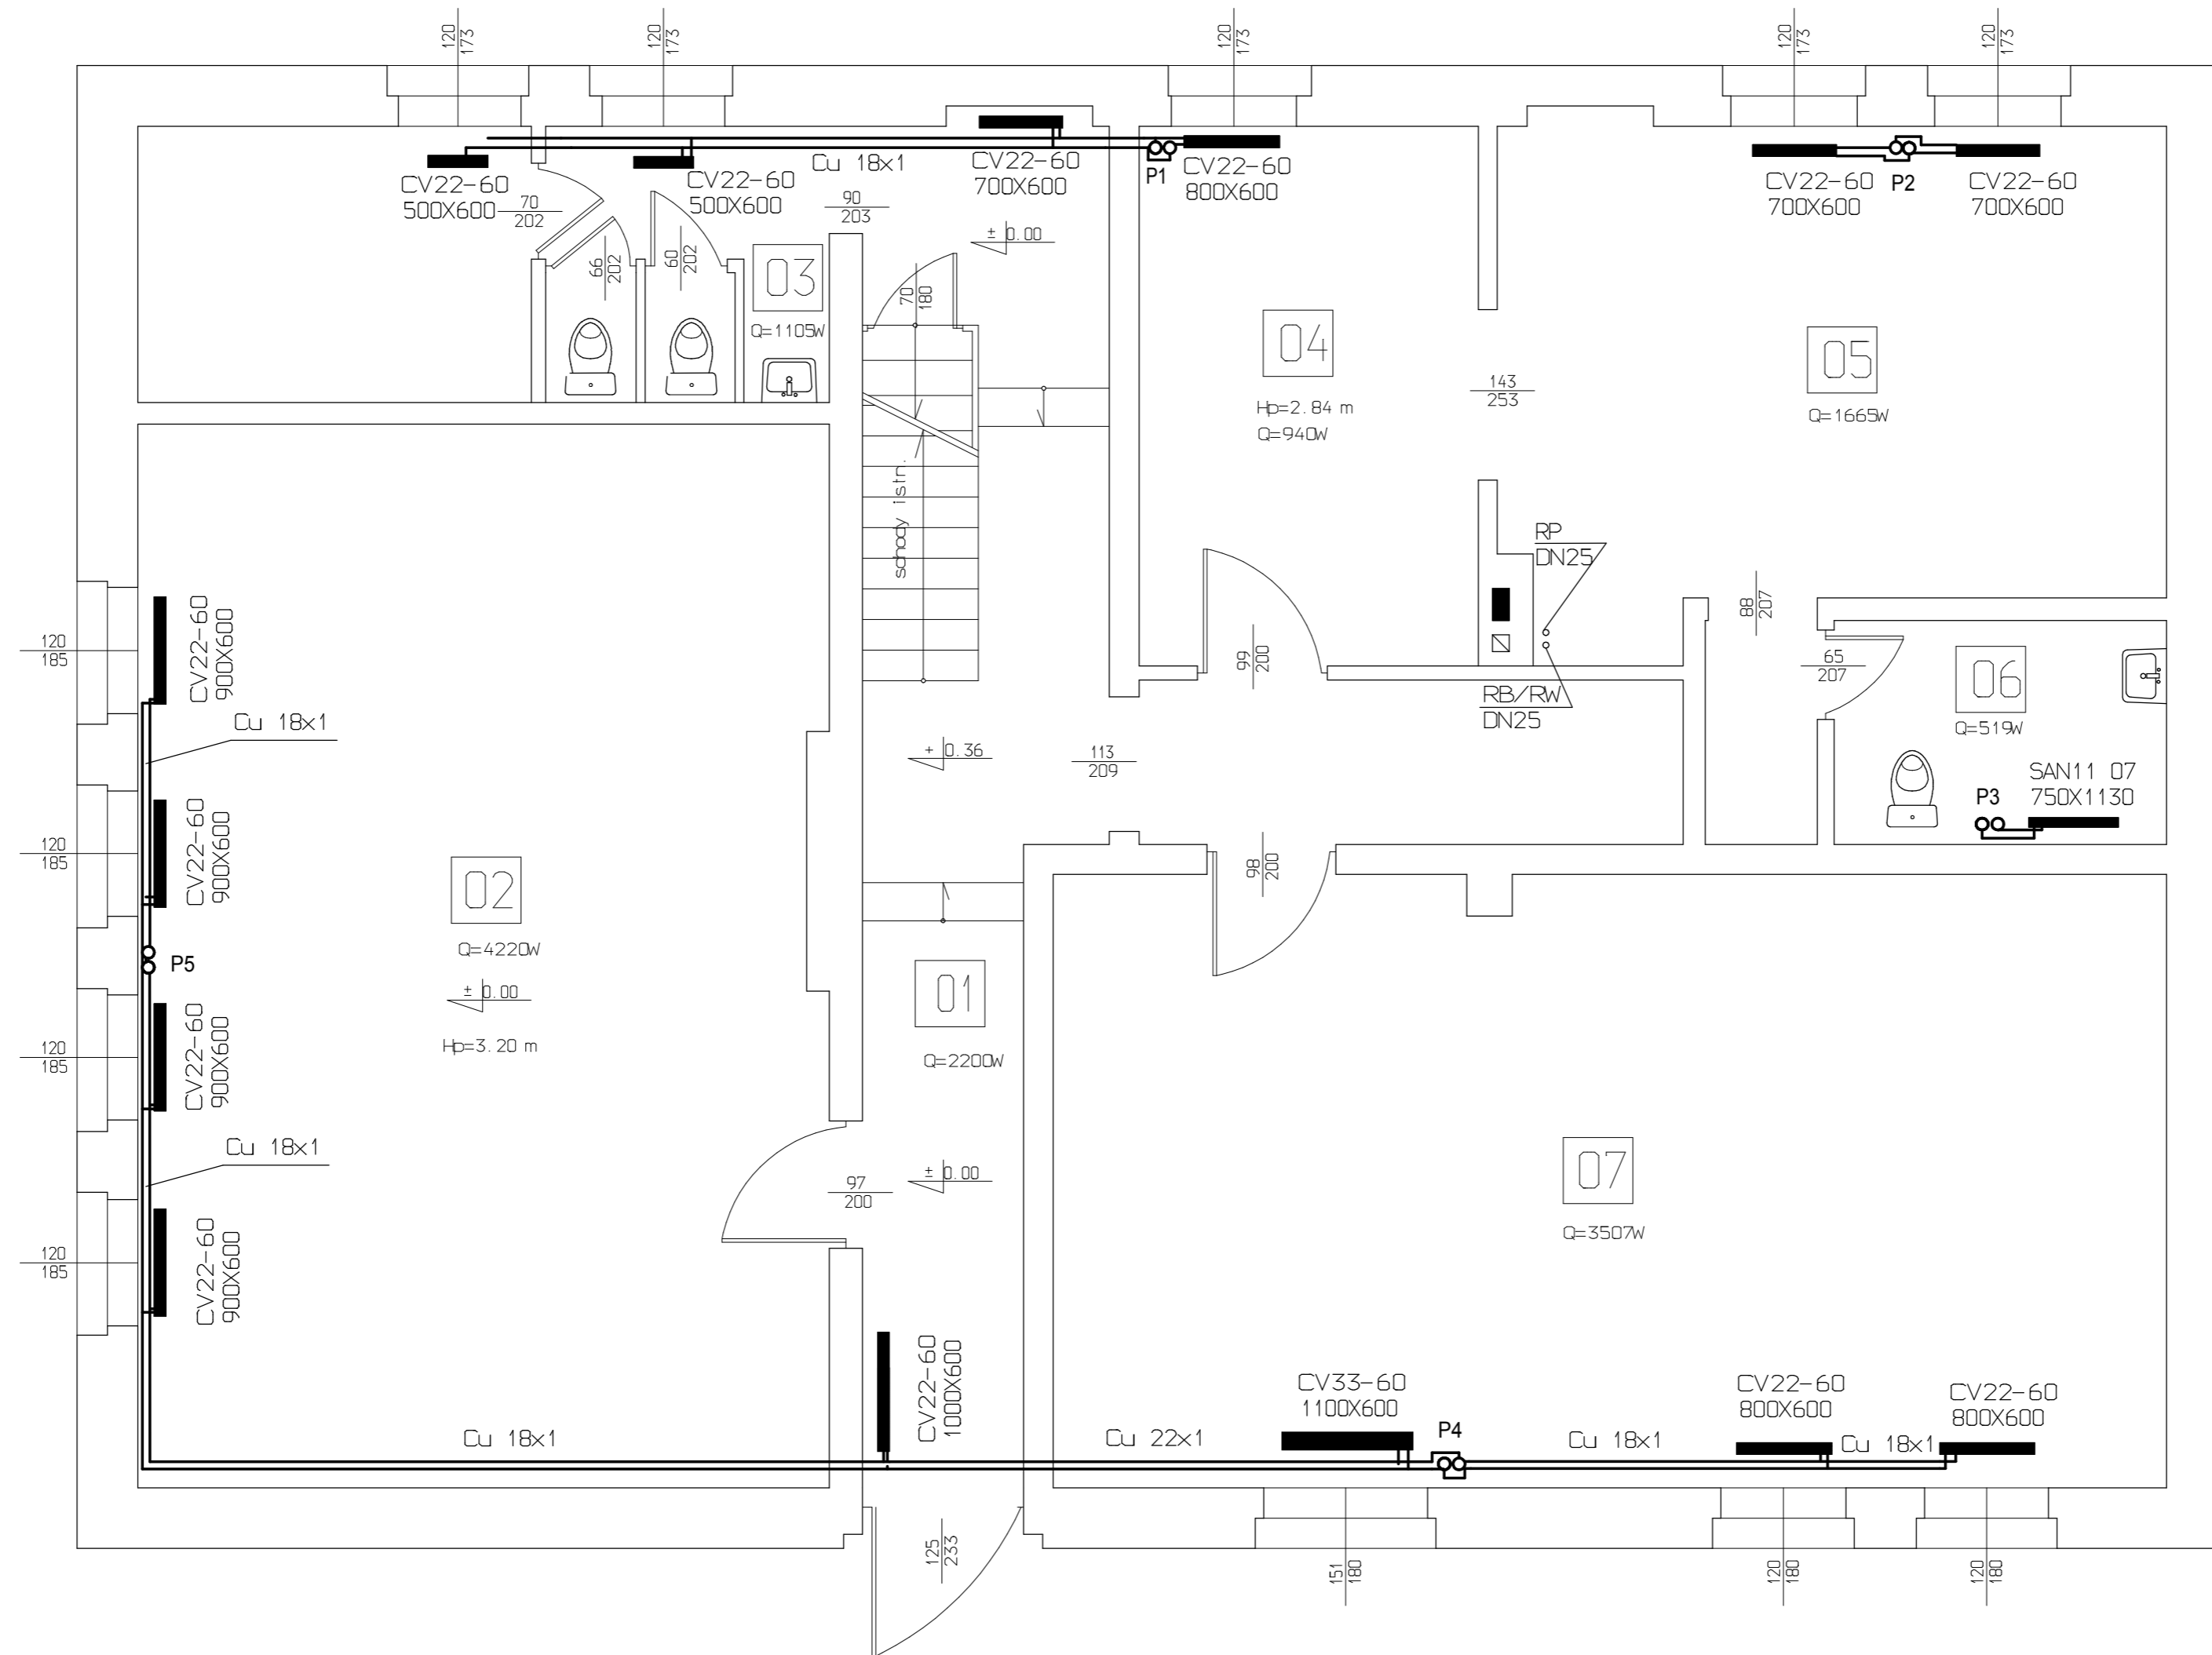 120
173
120
173
120
173
120
173
120
173
CV22-60
500X600
CV22-60
500X600
Cu 18x1
CV22-60
700X600
P1
CV22-60
800X600
CV22-60
700X600
P2
CV22-60
700X600
70
202
90
203
66
202
60
202
03
Q=1105W
± 0.00
70
180
04
Hp=2.84 m
Q=940W
143
253
05
Q=1665W
schody istn.
RP
DN25
RB/RW
DN25
99
200
88
207
65
207
06
Q=519W
SAN11 07
750X1130
P3
120
185
CV22-60
900X600
Cu 18x1
+ 0.36
113
209
120
185
CV22-60
900X600
02
Q=4220W
± 0.00
Hp=3.20 m
P5
98
200
01
Q=2200W
120
185
CV22-60
900X600
Cu 18x1
97
200
± 0.00
07
Q=3507W
120
185
CV22-60
900X600
CV22-60
1000X600
Cu 18x1
Cu 22x1
CV33-60
1100X600
P4
Cu 18x1
CV22-60
800X600
Cu 18x1
CV22-60
800X600
125
233
151
180
120
180
120
180